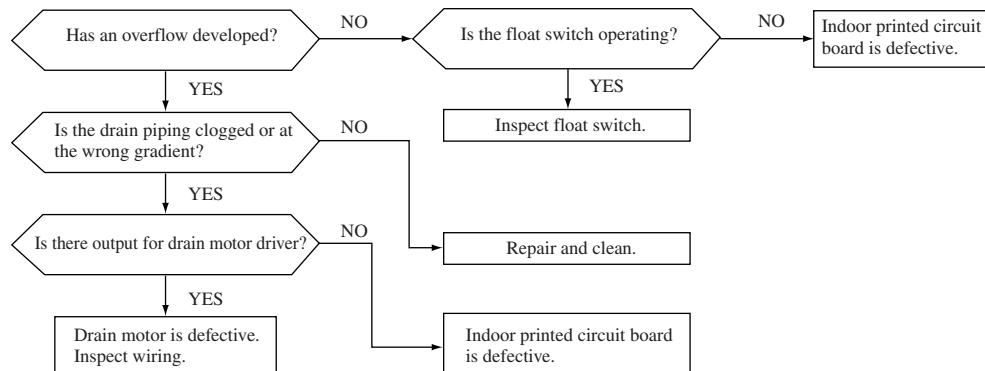 Has an overflow developed?
NO
Is the float switch operating?
NO
Indoor printed circuit
board is defective.
YES
YES
Inspect float switch.
Is the drain piping clogged or at
the wrong gradient?
NO
YES
Is there output for drain motor driver?
NO
Repair and clean.
YES
Drain motor is defective.
Inspect wiring.
Indoor printed circuit board
is defective.